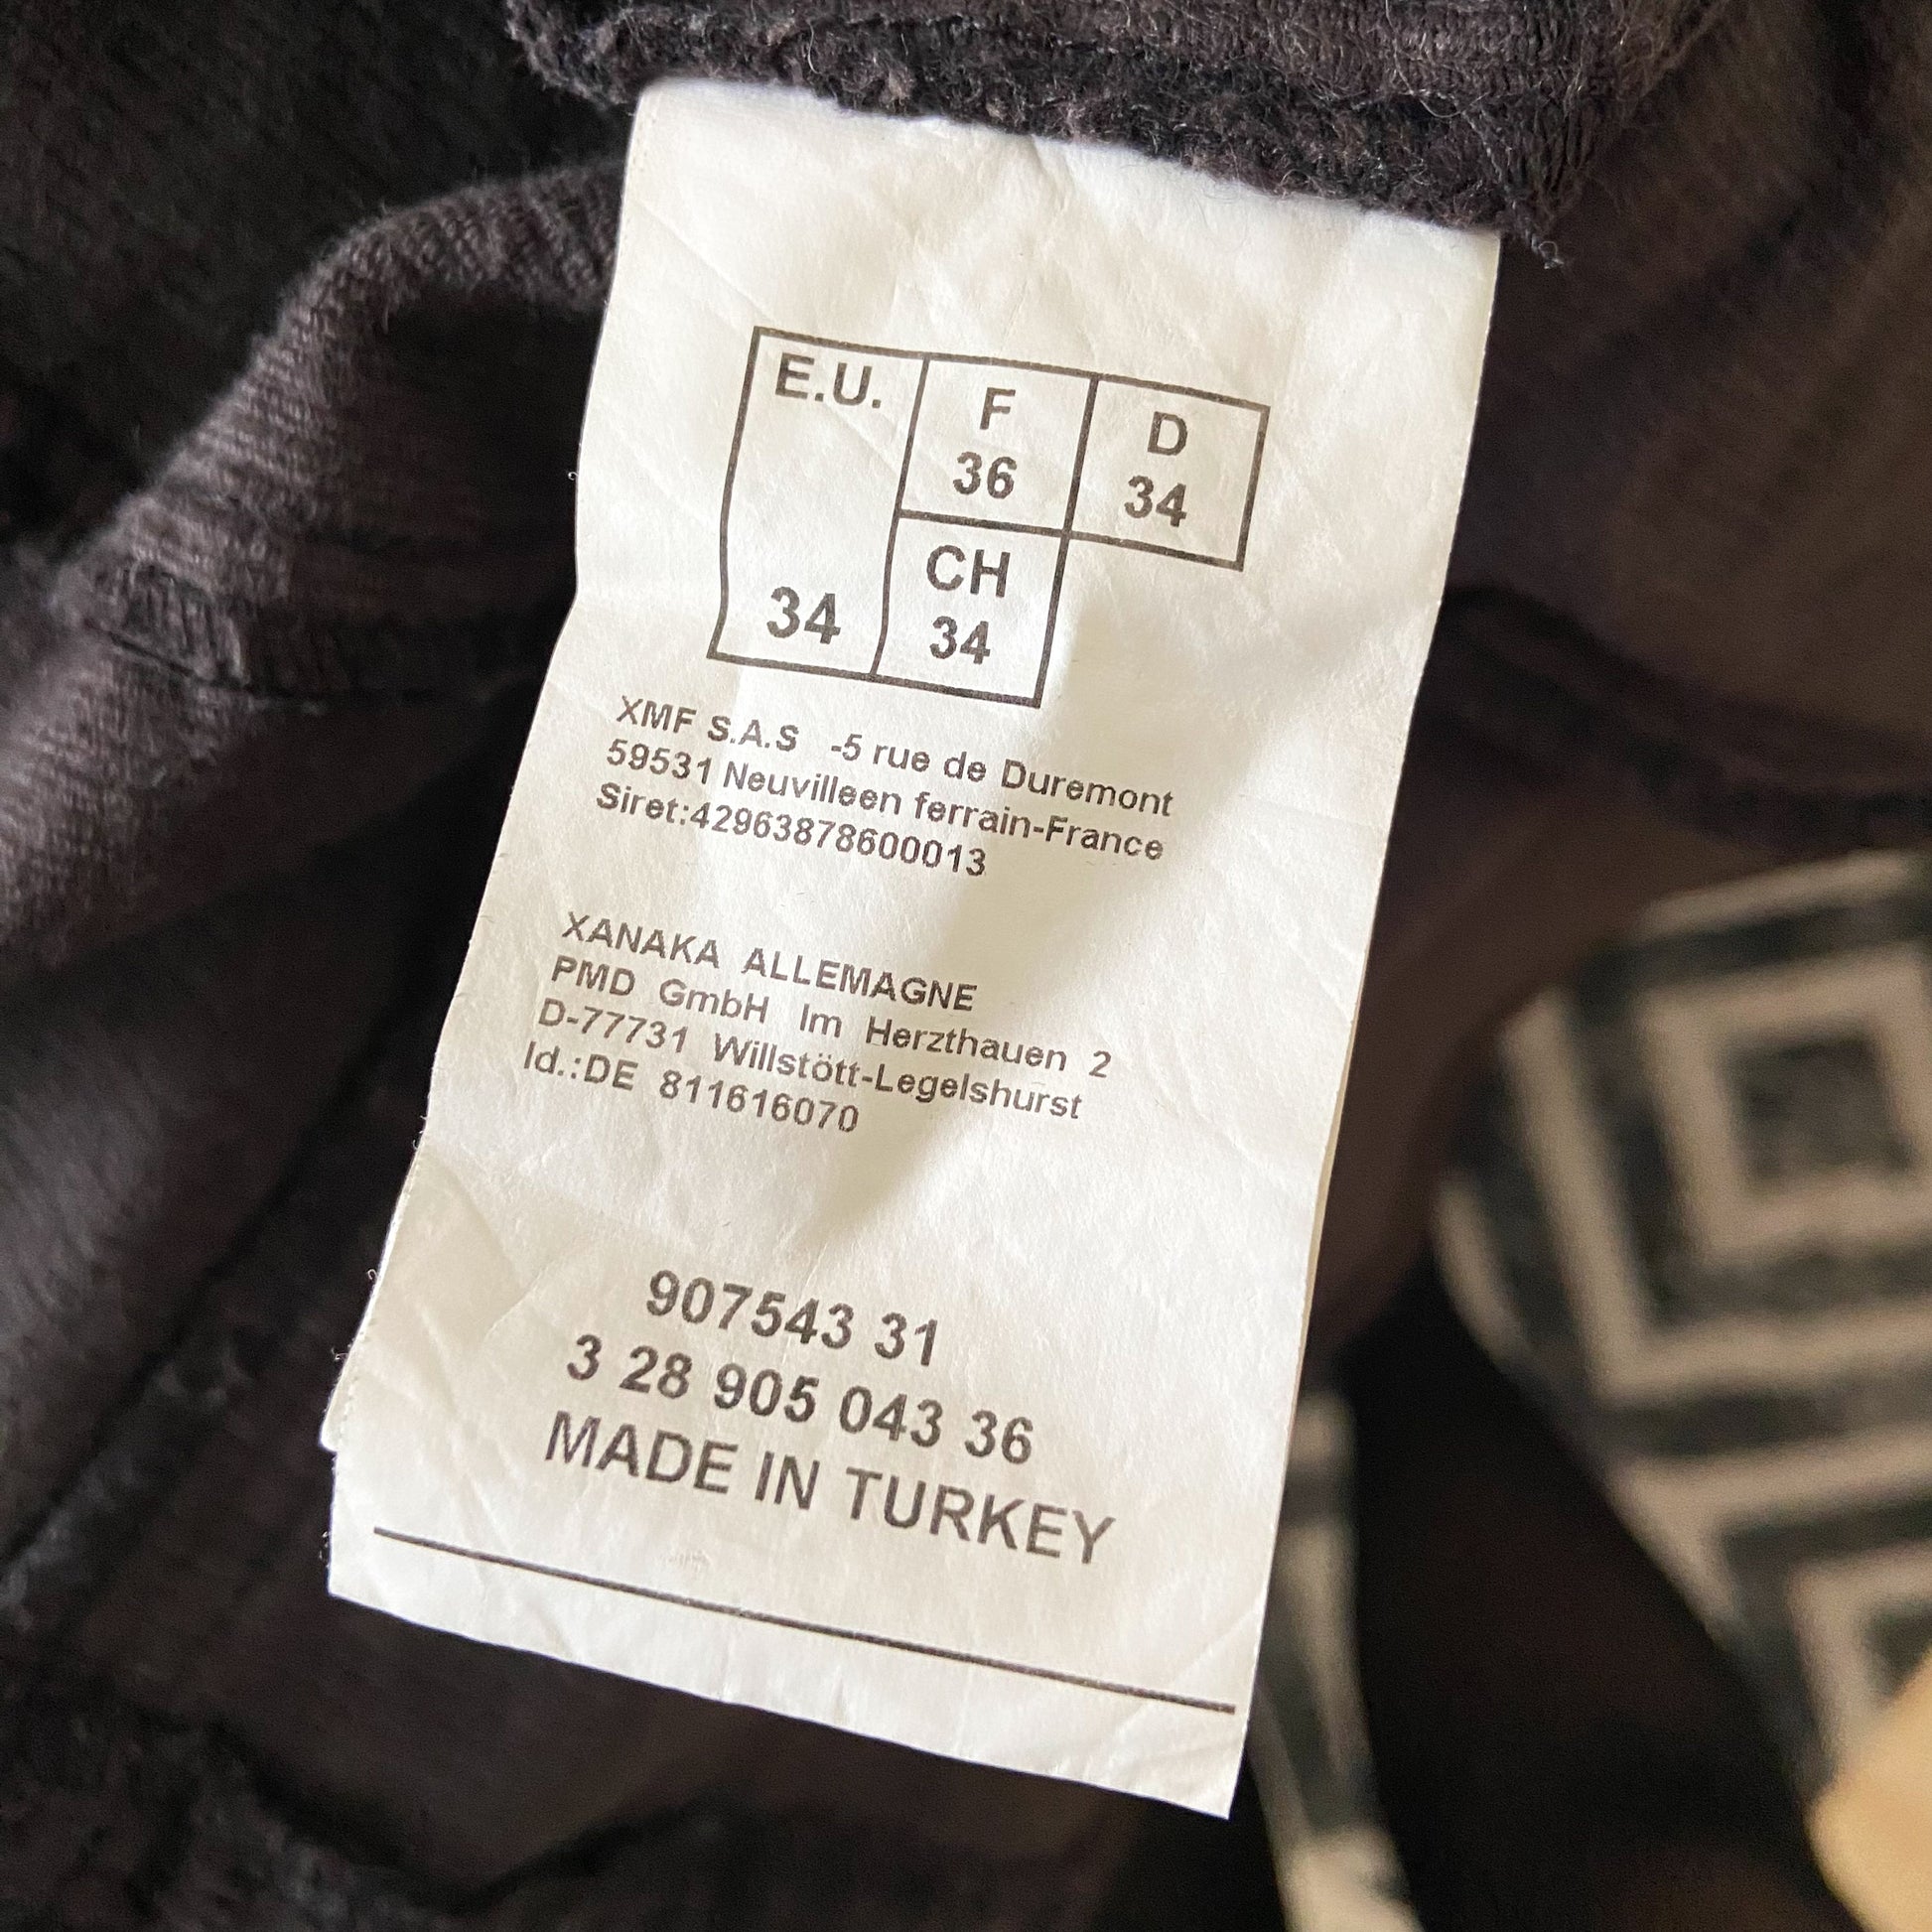 E.U. F D
36 34
CH
34 34
XMF S.A.S -5 rue de Duremont
59531 Neuvilleen ferrain-France
Siret:42963878600013
XANAKA ALLEMAGNE
PMD GmbH Im Herzthauen 2
D-77731 Willstött-Legelshurst
Id.:DE 811616070
907543 31
3 28 905 043 36
MADE IN TURKEY